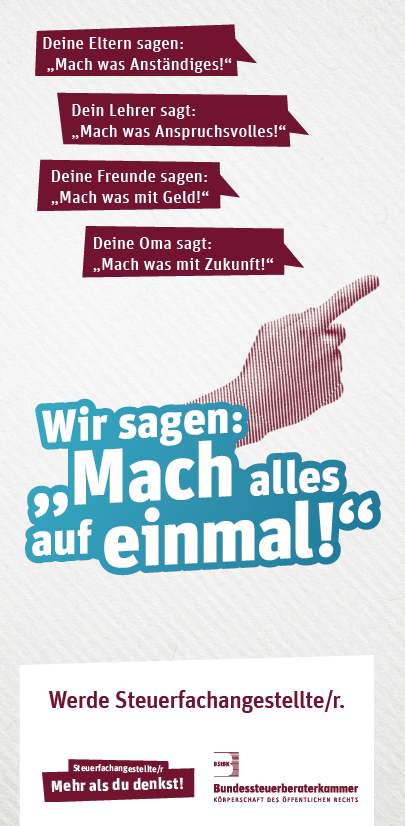 Deine Eltern sagen:
„Mach was Anständiges!“
Dein Lehrer sagt:
„Mach was Anspruchsvolles!“
Deine Freunde sagen:
„Mach was mit Geld!“
Deine Oma sagt:
„Mach was mit Zukunft!“
Wir sagen:
„Mach alles
auf einmal!“
Werde Steuerfachangestellte/r.
Steuerfachangestellte/r
Mehr als du denkst!
BStBK
Bundessteuerberaterkammer
KÖRPERSCHAFT DES ÖFFENTLICHEN RECHTS